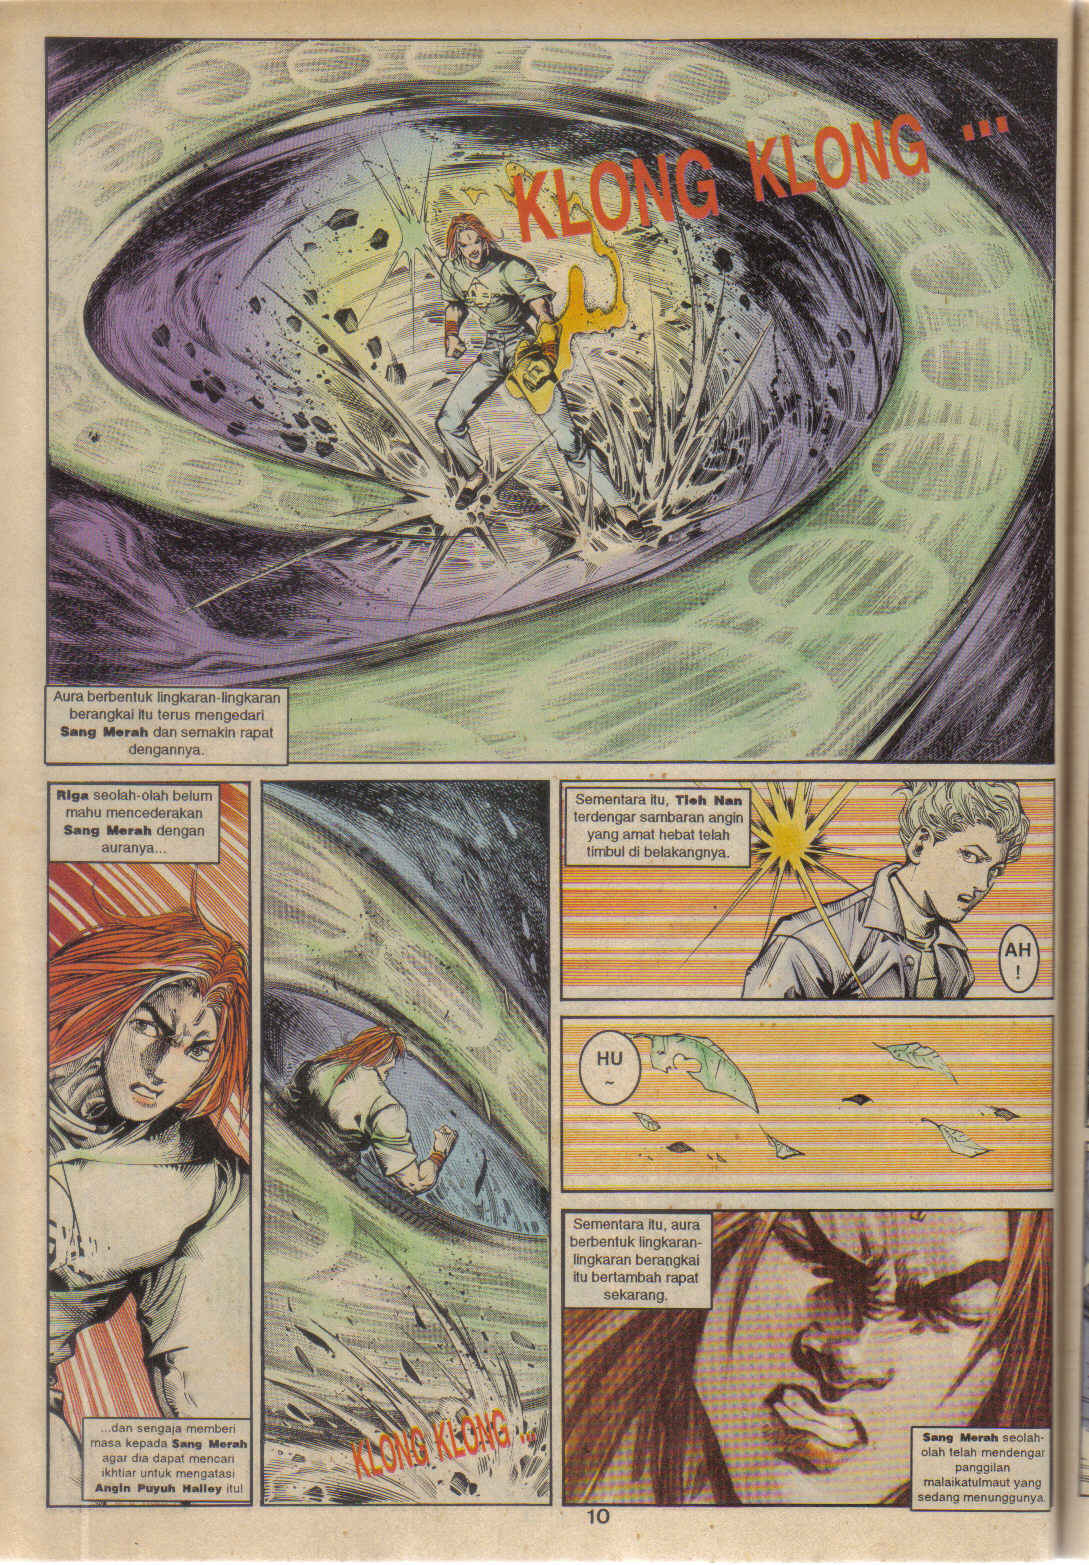 KLONG KLONG ...
Aura berbentuk lingkaran-lingkaran
berangkai itu terus mengedari
Sang Merah dan semakin rapat
dengannya.
Riga seolah-olah belum
mahu mencederakan
Sang Merah dengan
auranya...
...dan sengaja memberi
masa kepada Sang Merah
agar dia dapat mencari
ikhtiar untuk mengatasi
Angin Puyuh Halley itu!
KLONG KLONG ...
Sementara itu, Tioh Nan
terdengar sambaran angin
yang amat hebat telah
timbul di belakangnya.
AH
!
HU
~
Sementara itu, aura
berbentuk lingkaran-
lingkaran berangkai
itu bertambah rapat
sekarang.
Sang Merah seolah-
olah telah mendengar
panggilan
malaikatulmaut yang
sedang menunggunya.
10